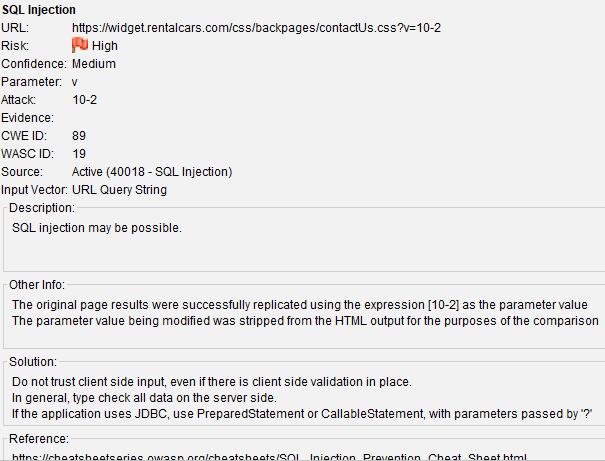 SQL Injection
URL: https://widget.rentalcars.com/css/backpages/contactUs.css?v=10-2
Risk: High
Confidence: Medium
Parameter: v
Attack: 10-2
Evidence:
CWE ID: 89
WASC ID: 19
Source: Active (40018 - SQL Injection)
Input Vector: URL Query String
Description:
SQL injection may be possible.
Other Info:
The original page results were successfully replicated using the expression [10-2] as the parameter value
The parameter value being modified was stripped from the HTML output for the purposes of the comparison
Solution:
Do not trust client side input, even if there is client side validation in place.
In general, type check all data on the server side.
If the application uses JDBC, use PreparedStatement or CallableStatement, with parameters passed by '?'
Reference:
https://cheatsheetseries.owasp.org/cheatsheets/SQL_Injection_Prevention_Cheat_Sheet.html